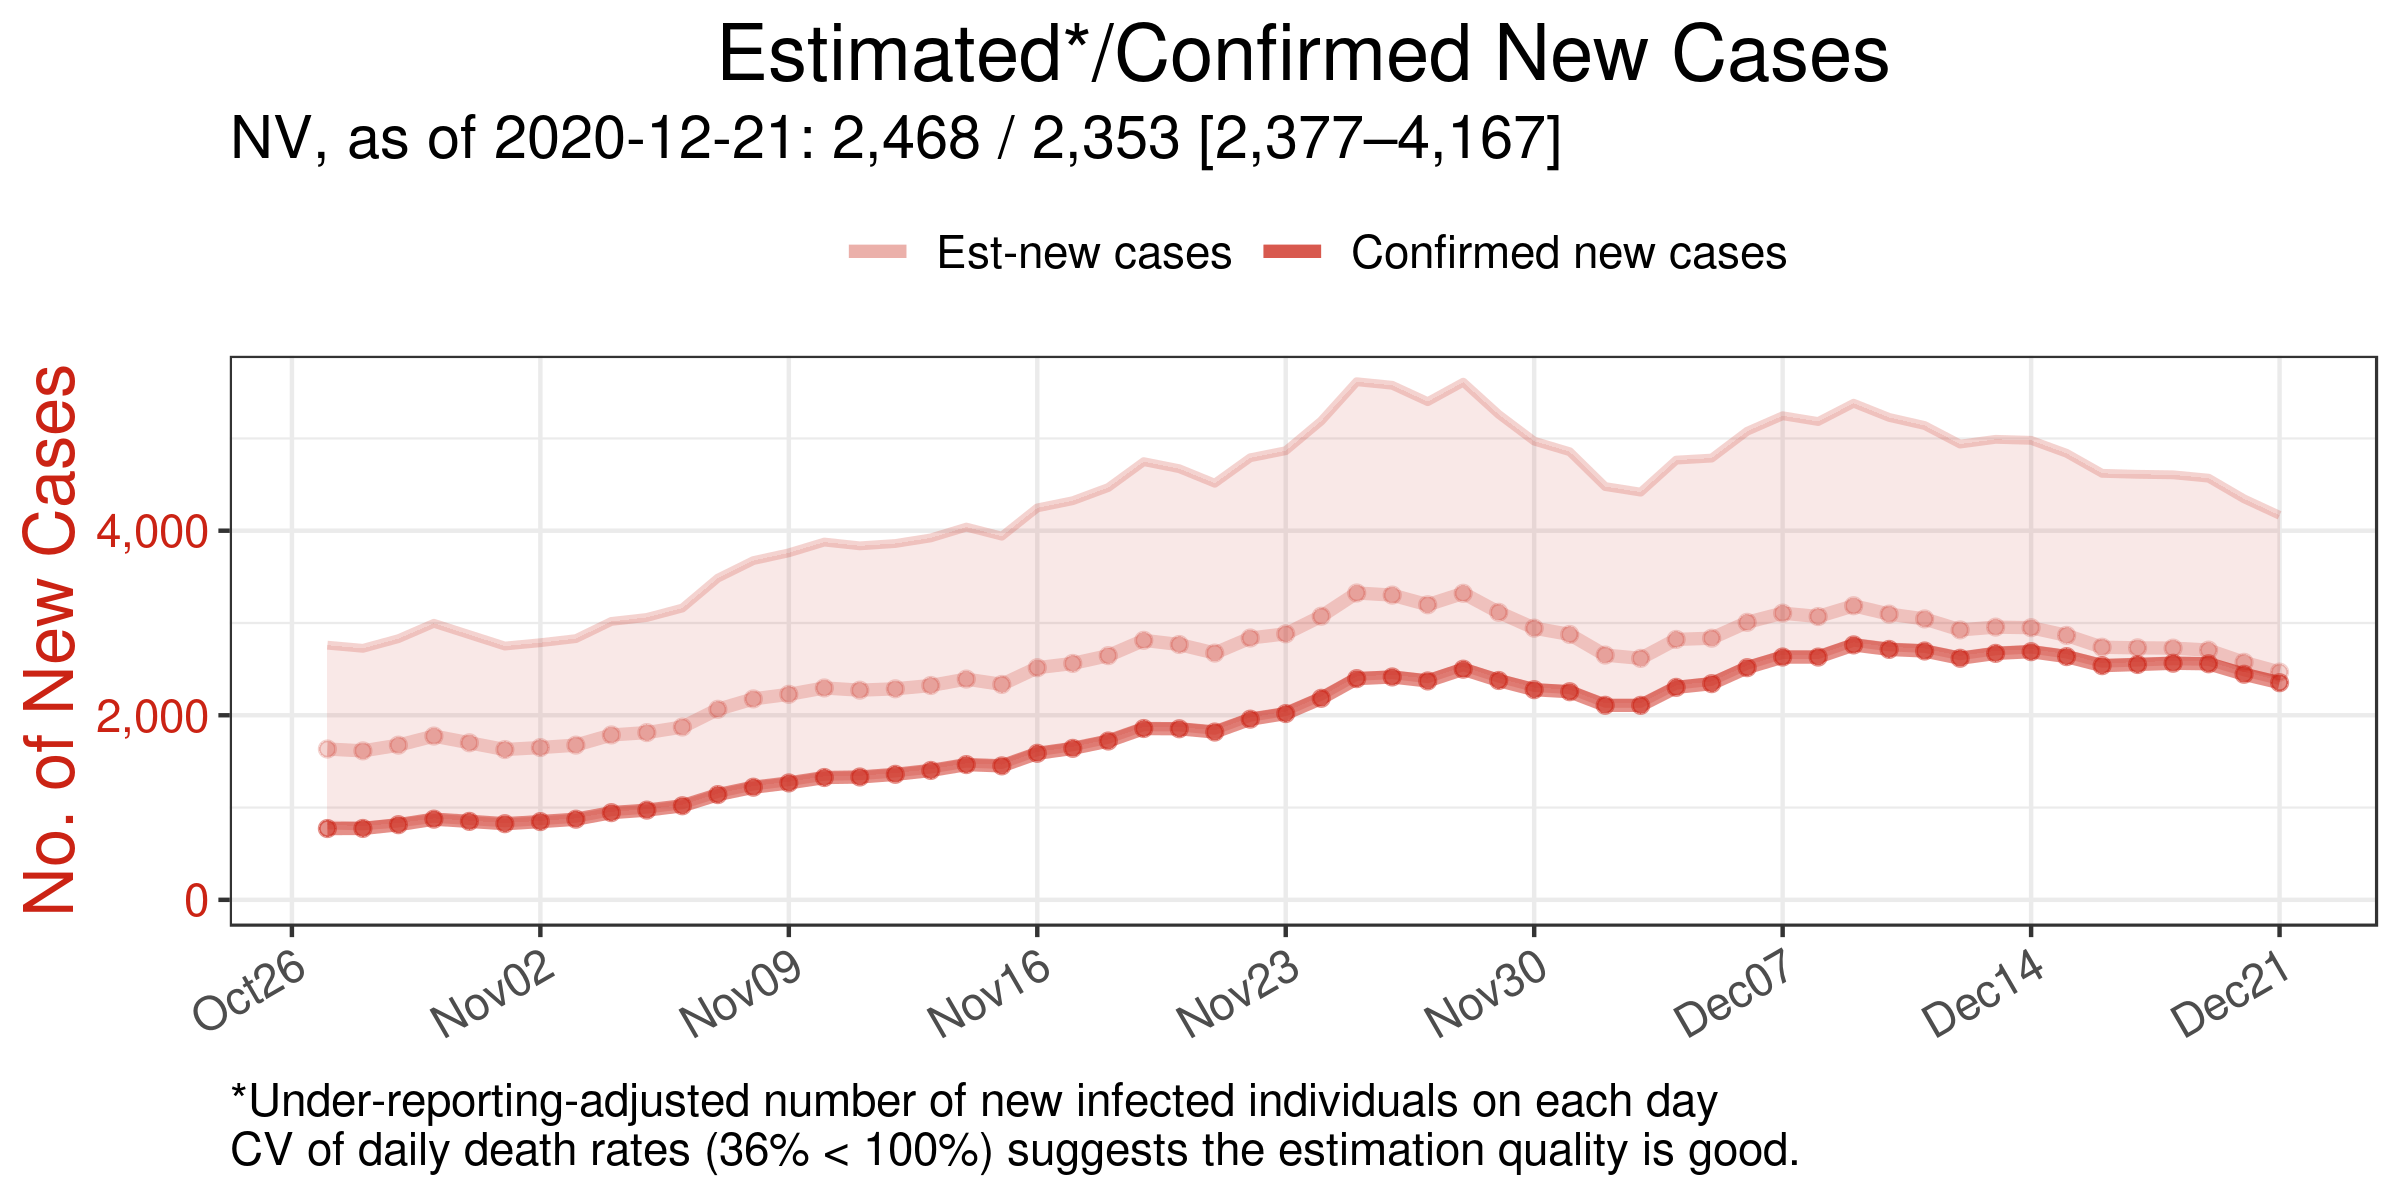 Estimated*/Confirmed New Cases
NV, as of 2020-12-21: 2,468 / 2,353 [2,377–4,167]
Est-new cases Confirmed new cases
No. of New Cases
4,000
2,000
0
Oct26 Nov02 Nov09 Nov16 Nov23 Nov30 Dec07 Dec14 Dec21
*Under-reporting-adjusted number of new infected individuals on each day
CV of daily death rates (36% < 100%) suggests the estimation quality is good.